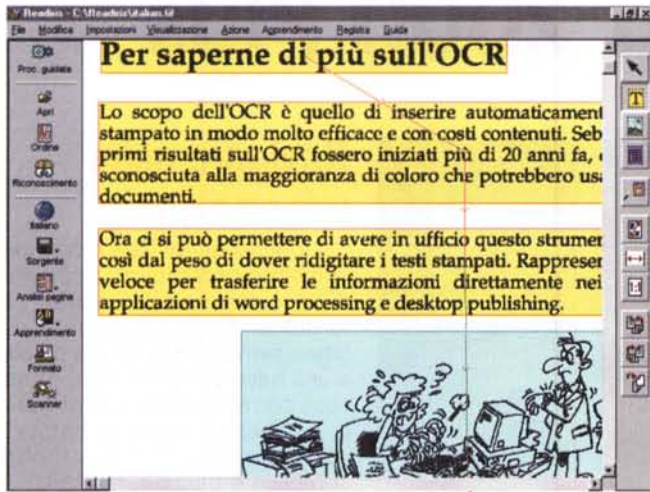 Readiris - C:\Readiris\italian.tif
File Modifica Impostazioni Visualizzazione Azione Apprendimento Registra Guida
Proc. guidata
Apri
Ordine
Riconoscimento
Italiano
Sorgente
Analisi pagine
Apprendimento
Formato
Scanner
Per saperne di più sull'OCR
Lo scopo dell'OCR è quello di inserire automaticament
stampato in modo molto efficace e con costi contenuti. Seb
primi risultati sull'OCR fossero iniziati più di 20 anni fa,
sconosciuta alla maggioranza di coloro che potrebbero usa
documenti.
Ora ci si può permettere di avere in ufficio questo strumen
così dal peso di dover ridigitare i testi stampati. Rappresen
veloce per trasferire le informazioni direttamente nei
applicazioni di word processing e desktop publishing.
T
1:1